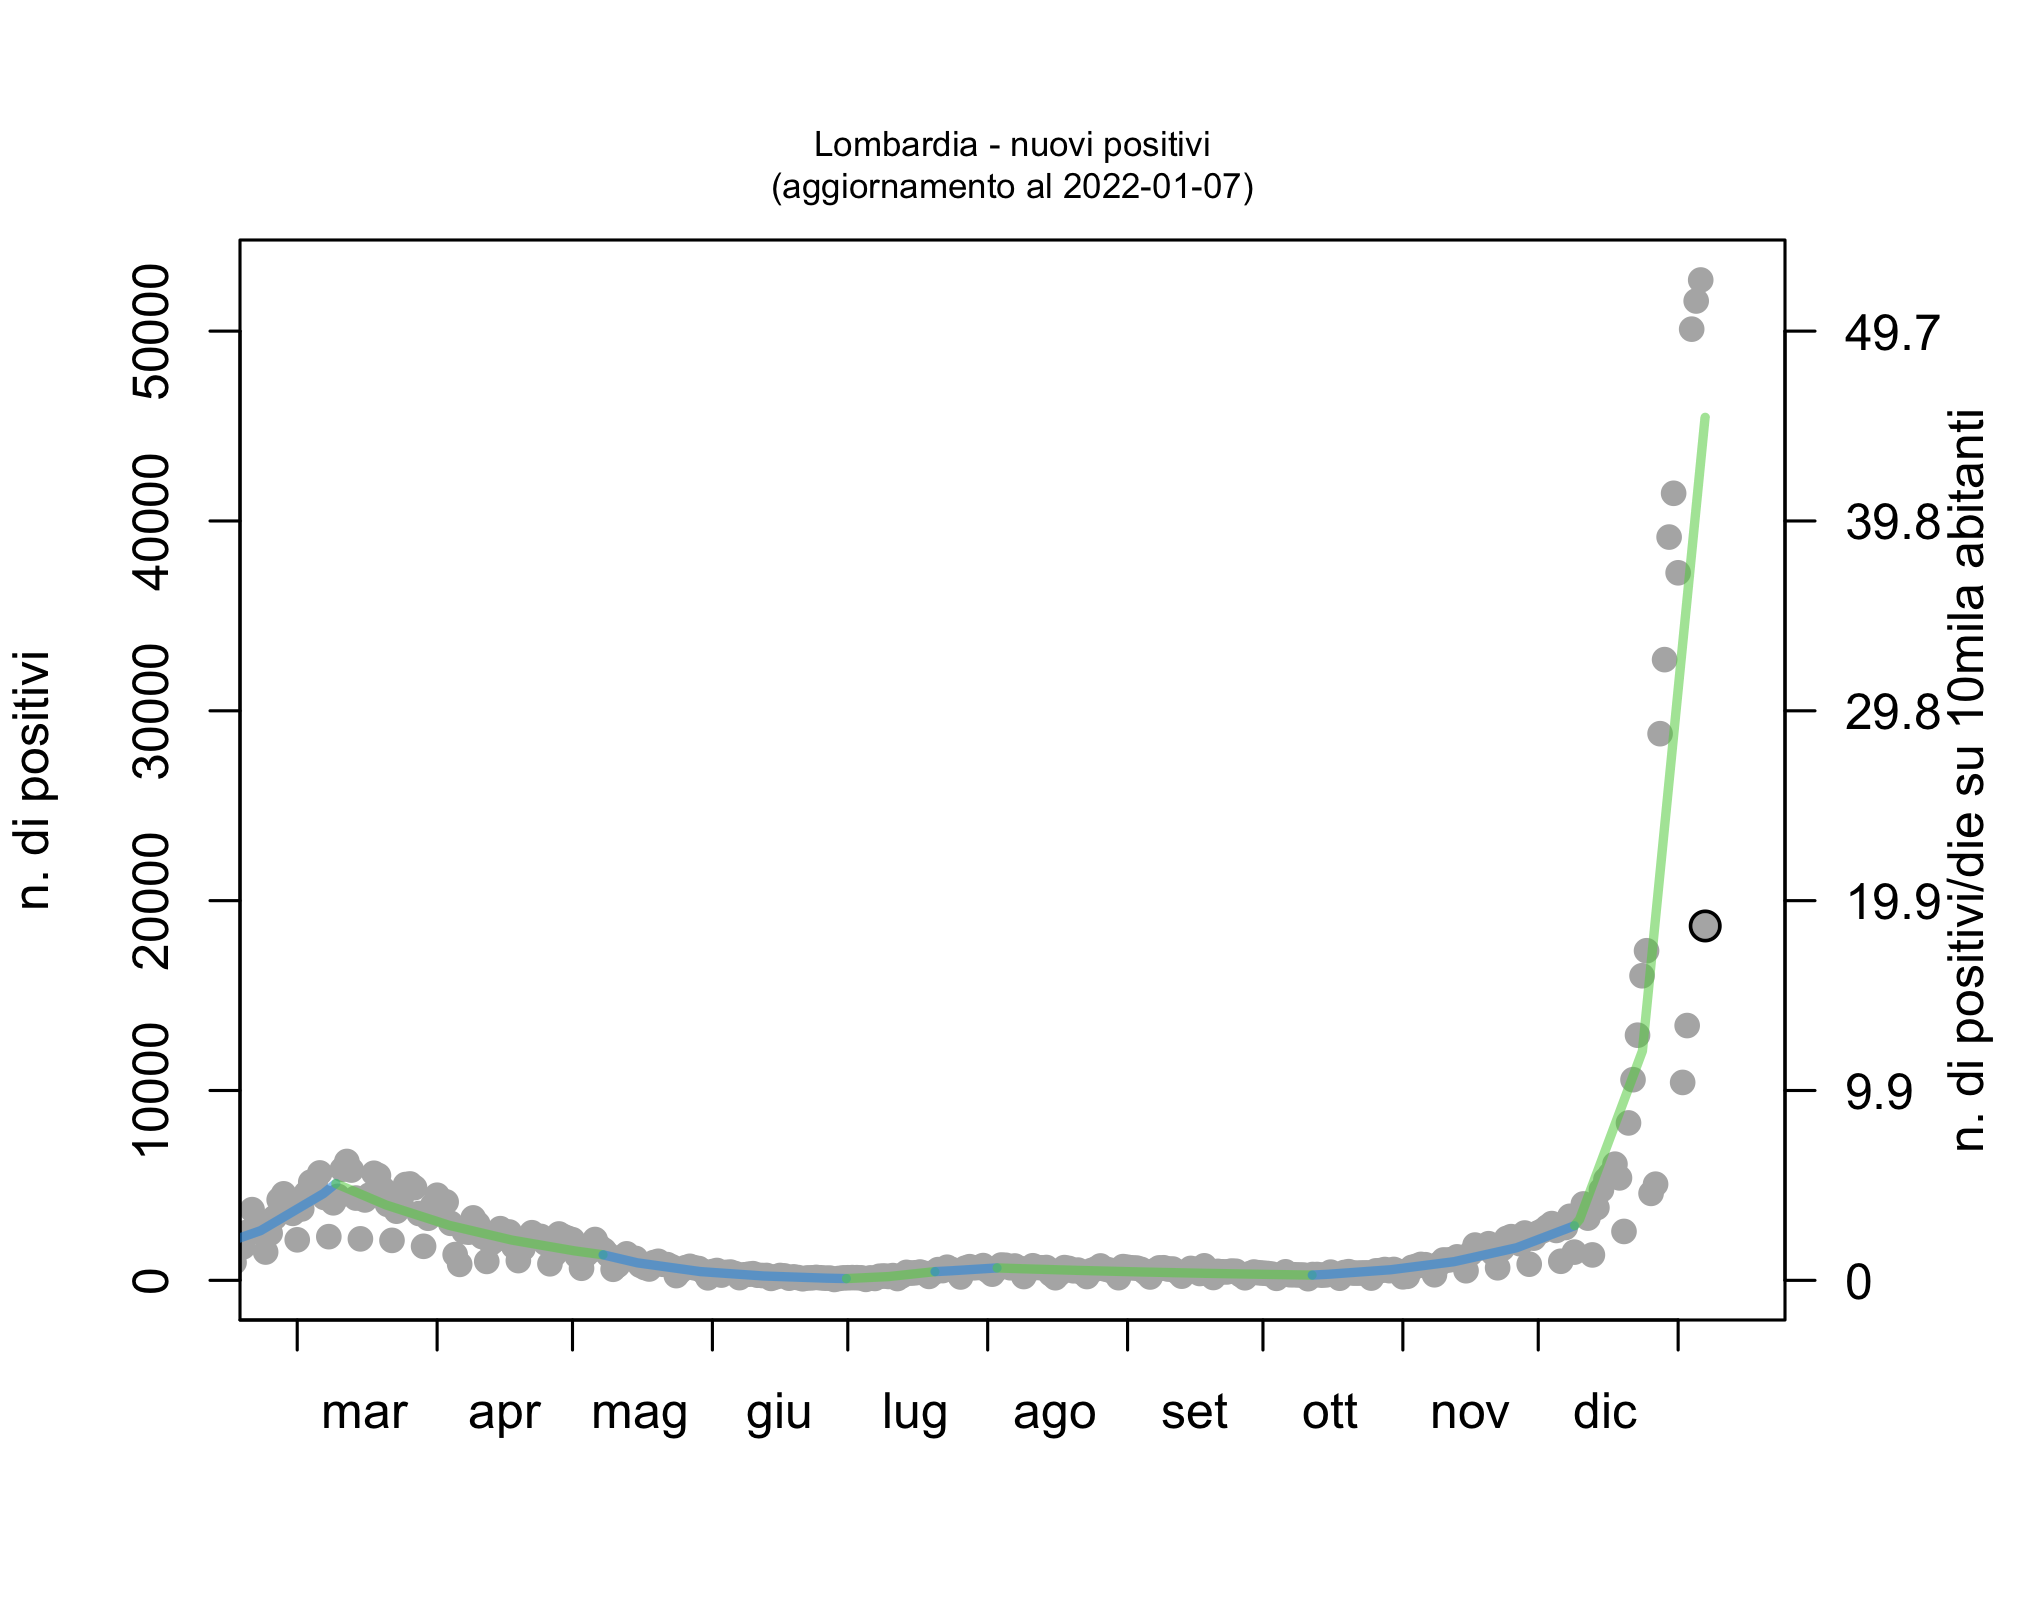 Lombardia - nuovi positivi
(aggiornamento al 2022-01-07)
n. di positivi
50000
40000
30000
20000
10000
0
49.7
39.8
29.8
19.9
9.9
0
n. di positivi/die su 10mila abitanti
mar apr mag giu lug ago set ott nov dic